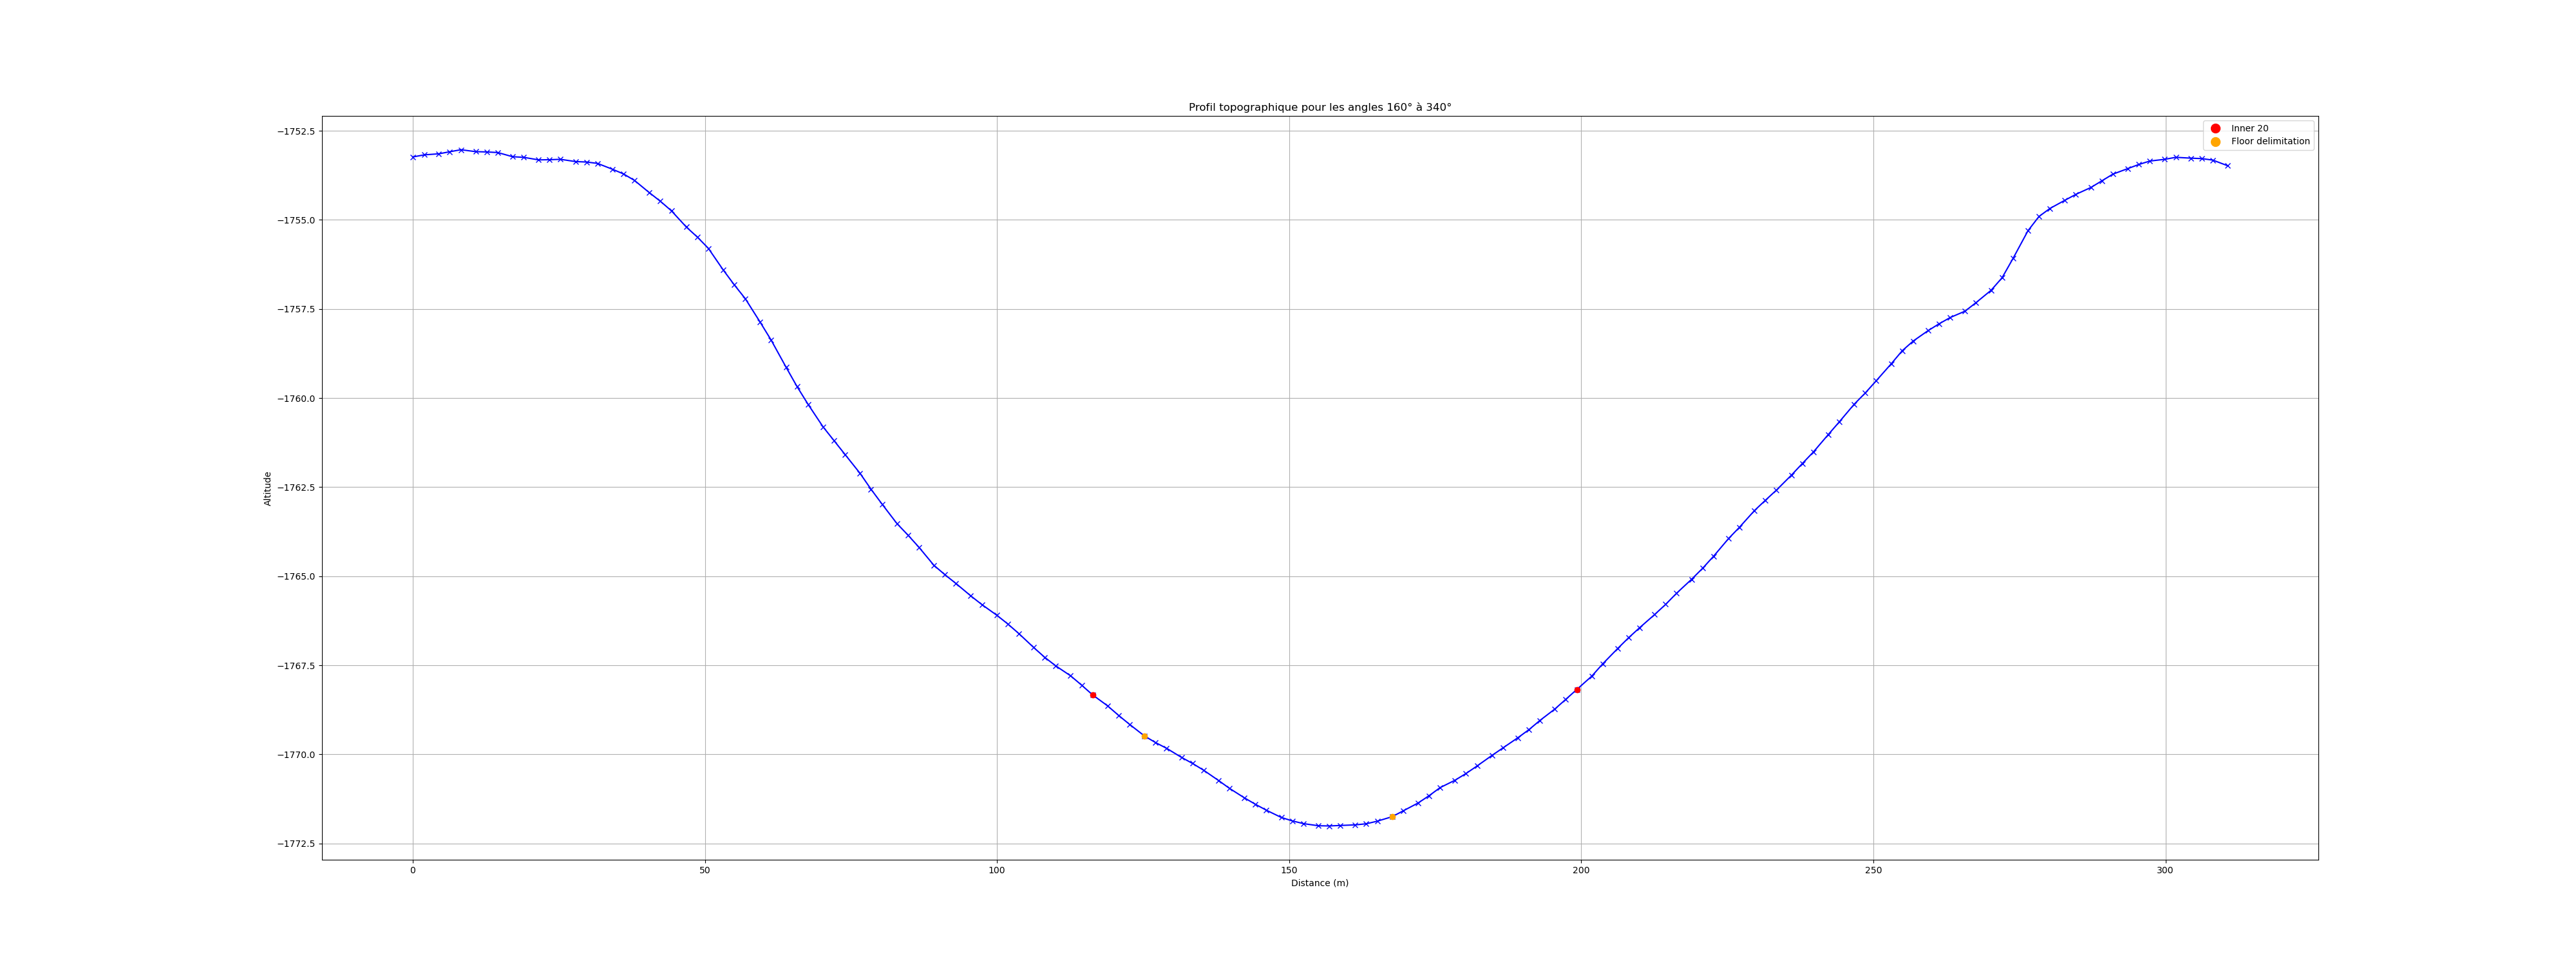 Profil topographique pour les angles 160° à 340°
Inner 20
Floor delimitation
−1752.5
−1755.0
−1757.5
−1760.0
−1762.5
−1765.0
−1767.5
−1770.0
−1772.5
Altitude
0 50 100 150 200 250 300
Distance (m)